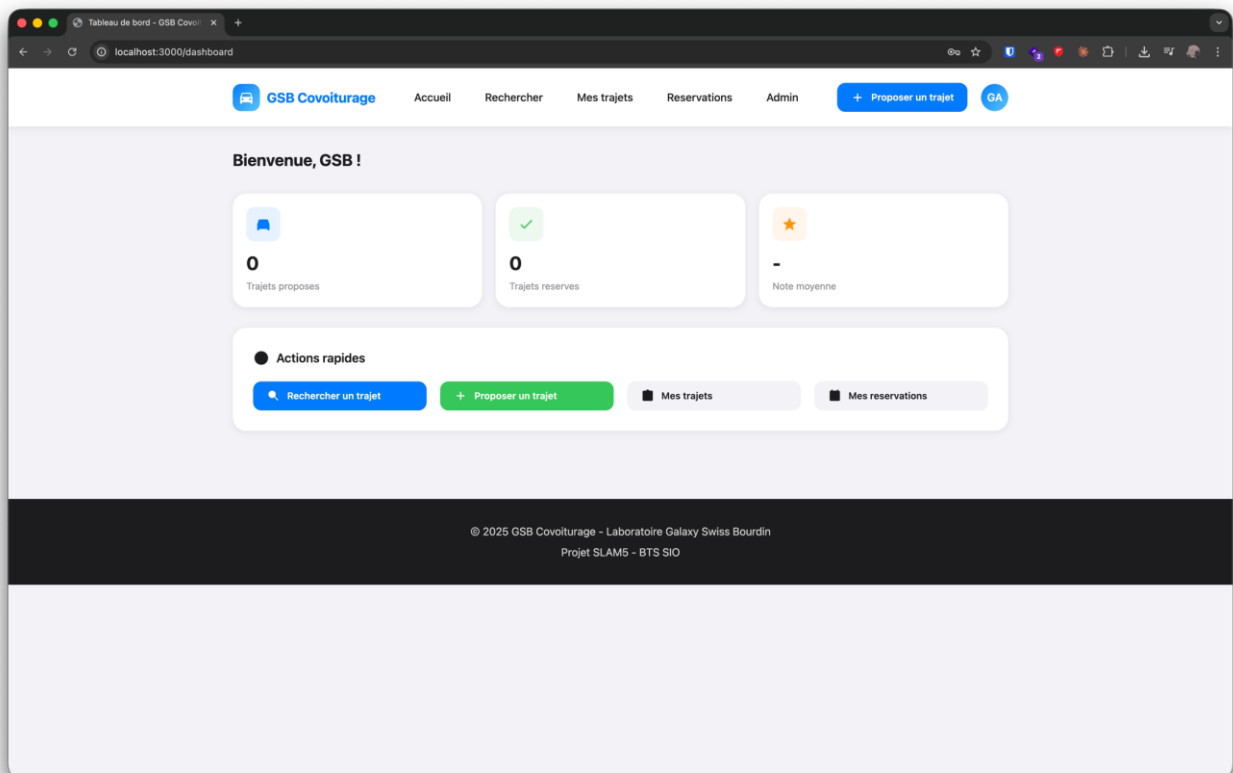 Tableau de bord - GSB Covoit
localhost:3000/dashboard
2
GSB Covoiturage
Accueil
Rechercher
Mes trajets
Reservations
Admin
+ Proposer un trajet
GA
Bienvenue, GSB !
0
Trajets proposes
0
Trajets reserves
-
Note moyenne
Actions rapides
Rechercher un trajet
+ Proposer un trajet
Mes trajets
Mes reservations
© 2025 GSB Covoiturage - Laboratoire Galaxy Swiss Bourdin
Projet SLAM5 - BTS SIO